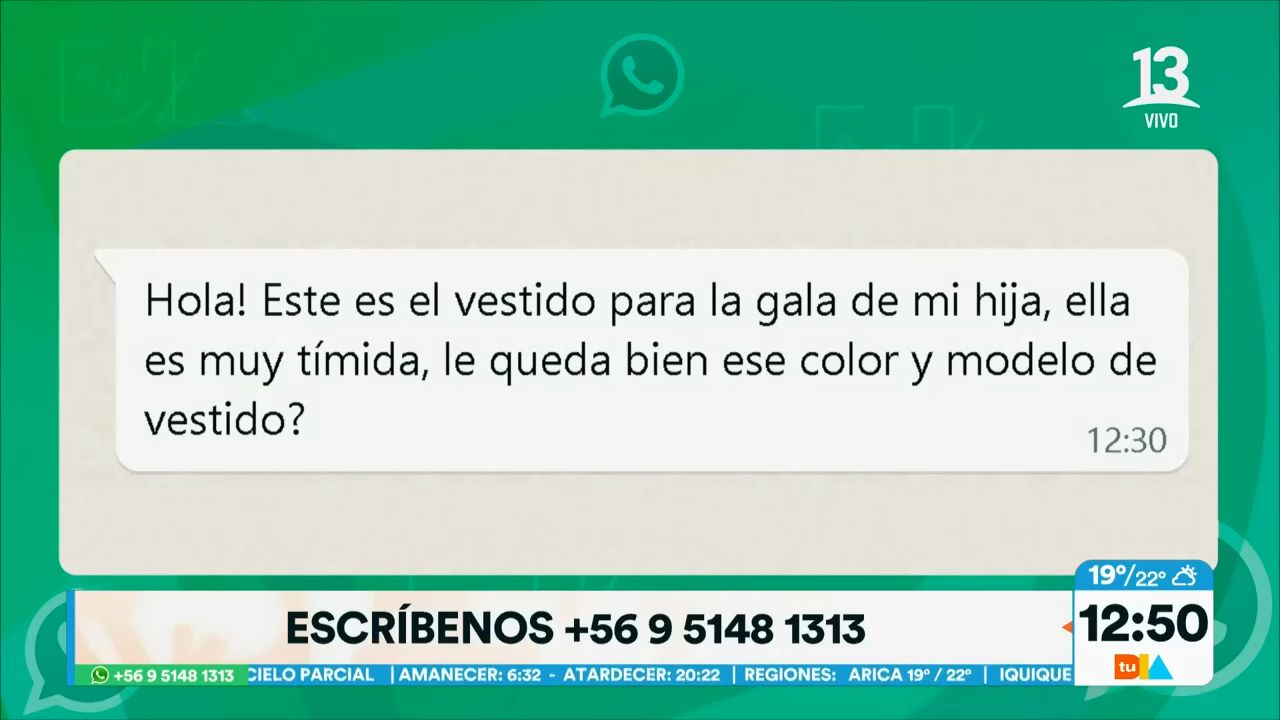 13
VIVO
Hola! Este es el vestido para la gala de mi hija, ella
es muy tímida, le queda bien ese color y modelo de
vestido?
12:30
19°/22°
ESCRÍBENOS +56 9 5148 1313
12:50
+56 9 5148 1313 CIELO PARCIAL | AMANECER: 6:32 - ATARDECER: 20:22 | REGIONES: ARICA 19° / 22° | IQUIQUE
tu DIA